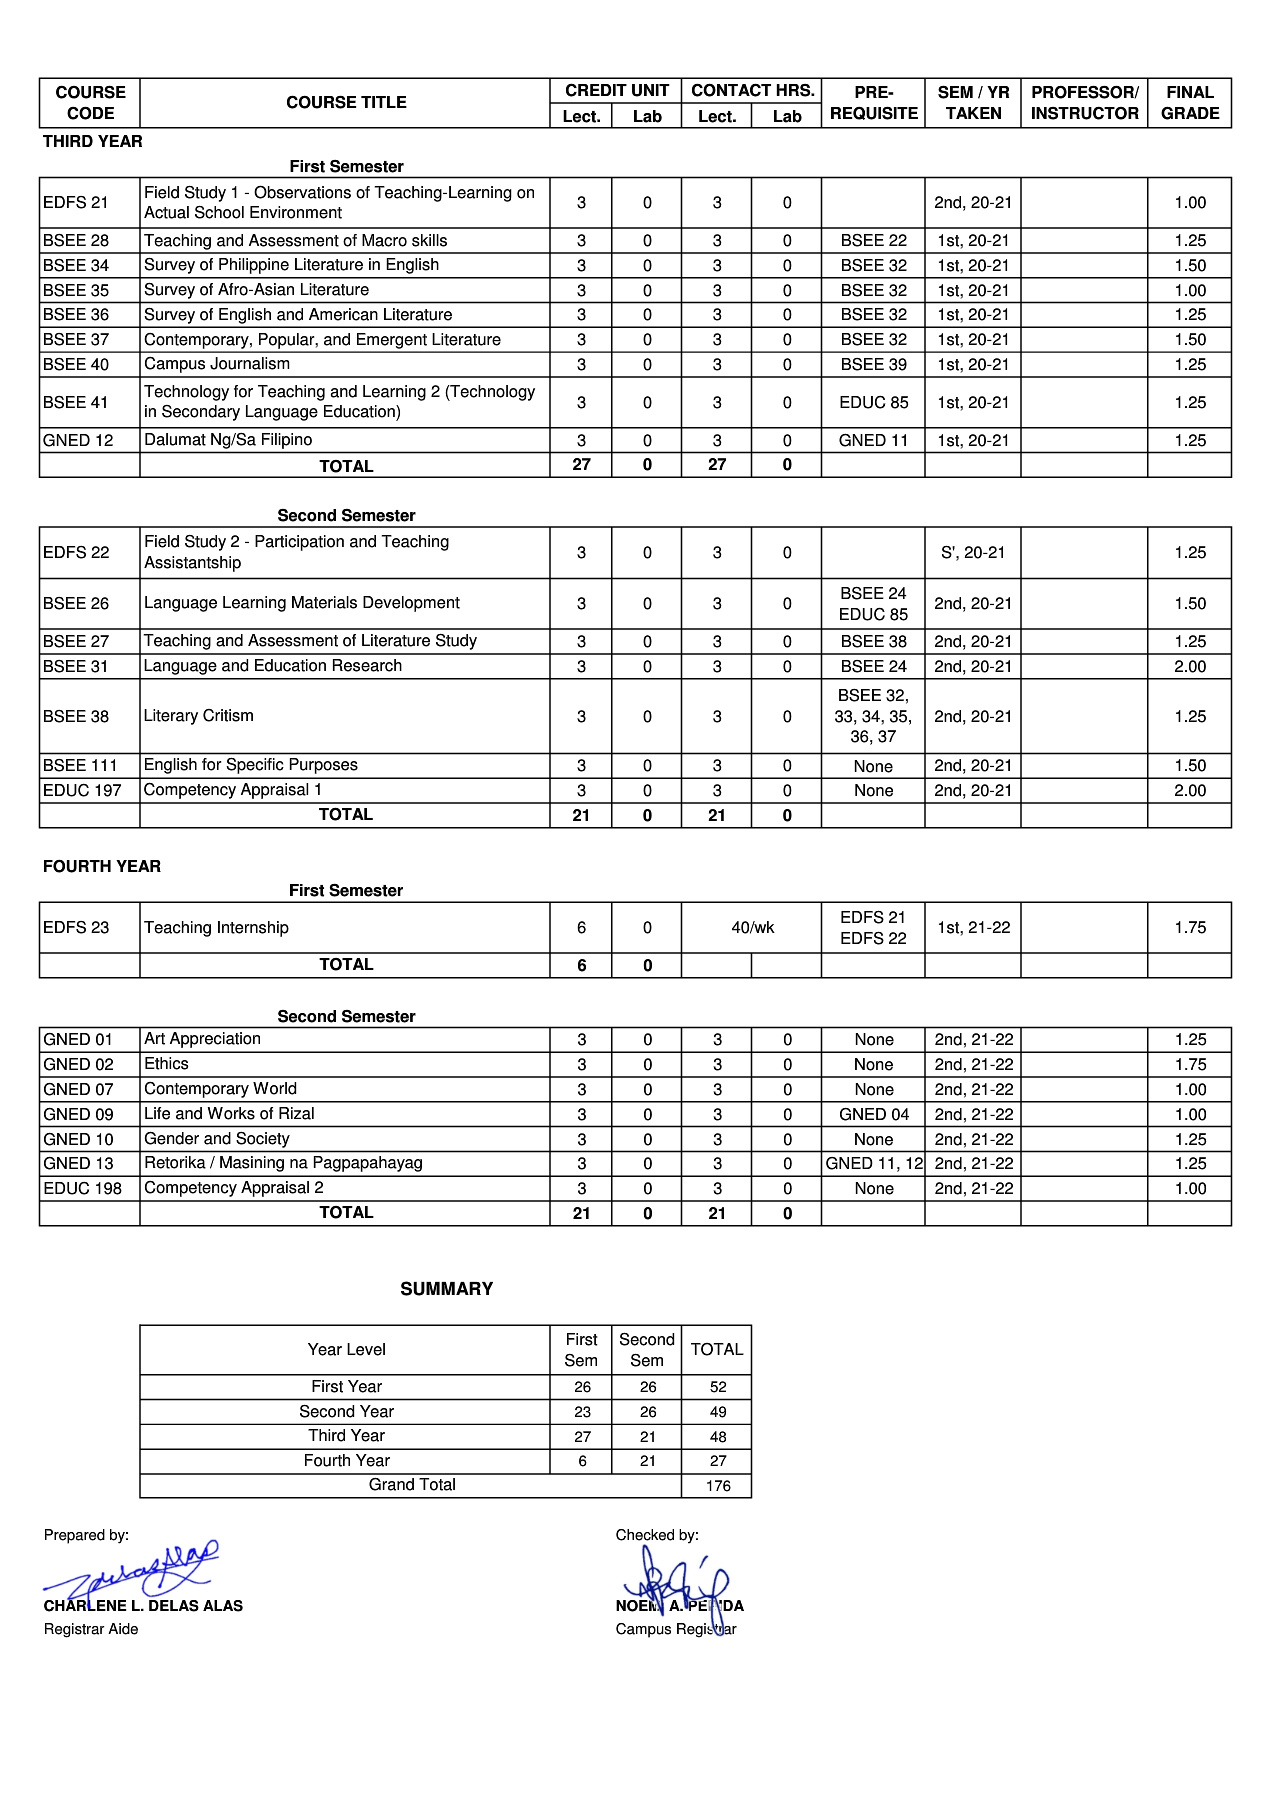 COURSE CODE COURSE TITLE CREDIT UNIT CONTACT HRS. PRE-REQUISITE SEM / YR TAKEN PROFESSOR/ INSTRUCTOR FINAL GRADE
Lect. Lab Lect. Lab
THIRD YEAR
First Semester
EDFS 21 Field Study 1 - Observations of Teaching-Learning on Actual School Environment 3 0 3 0 2nd, 20-21 1.00
BSEE 28 Teaching and Assessment of Macro skills 3 0 3 0 BSEE 22 1st, 20-21 1.25
BSEE 34 Survey of Philippine Literature in English 3 0 3 0 BSEE 32 1st, 20-21 1.50
BSEE 35 Survey of Afro-Asian Literature 3 0 3 0 BSEE 32 1st, 20-21 1.00
BSEE 36 Survey of English and American Literature 3 0 3 0 BSEE 32 1st, 20-21 1.25
BSEE 37 Contemporary, Popular, and Emergent Literature 3 0 3 0 BSEE 32 1st, 20-21 1.50
BSEE 40 Campus Journalism 3 0 3 0 BSEE 39 1st, 20-21 1.25
BSEE 41 Technology for Teaching and Learning 2 (Technology in Secondary Language Education) 3 0 3 0 EDUC 85 1st, 20-21 1.25
GNED 12 Dalumat Ng/Sa Filipino 3 0 3 0 GNED 11 1st, 20-21 1.25
TOTAL 27 0 27 0
Second Semester
EDFS 22 Field Study 2 - Participation and Teaching Assistantship 3 0 3 0 S', 20-21 1.25
BSEE 26 Language Learning Materials Development 3 0 3 0 BSEE 24 EDUC 85 2nd, 20-21 1.50
BSEE 27 Teaching and Assessment of Literature Study 3 0 3 0 BSEE 38 2nd, 20-21 1.25
BSEE 31 Language and Education Research 3 0 3 0 BSEE 24 2nd, 20-21 2.00
BSEE 38 Literary Critism 3 0 3 0 BSEE 32, 33, 34, 35, 36, 37 2nd, 20-21 1.25
BSEE 111 English for Specific Purposes 3 0 3 0 None 2nd, 20-21 1.50
EDUC 197 Competency Appraisal 1 3 0 3 0 None 2nd, 20-21 2.00
TOTAL 21 0 21 0
FOURTH YEAR
First Semester
EDFS 23 Teaching Internship 6 0 40/wk EDFS 21 EDFS 22 1st, 21-22 1.75
TOTAL 6 0
Second Semester
GNED 01 Art Appreciation 3 0 3 0 None 2nd, 21-22 1.25
GNED 02 Ethics 3 0 3 0 None 2nd, 21-22 1.75
GNED 07 Contemporary World 3 0 3 0 None 2nd, 21-22 1.00
GNED 09 Life and Works of Rizal 3 0 3 0 GNED 04 2nd, 21-22 1.00
GNED 10 Gender and Society 3 0 3 0 None 2nd, 21-22 1.25
GNED 13 Retorika / Masining na Pagpapahayag 3 0 3 0 GNED 11, 12 2nd, 21-22 1.25
EDUC 198 Competency Appraisal 2 3 0 3 0 None 2nd, 21-22 1.00
TOTAL 21 0 21 0
SUMMARY
Year Level First Sem Second Sem TOTAL
First Year 26 26 52
Second Year 23 26 49
Third Year 27 21 48
Fourth Year 6 21 27
Grand Total 176
Prepared by: Checked by:
CHARLENE L. DELAS ALAS A.
Registrar Aide Campus Registrar